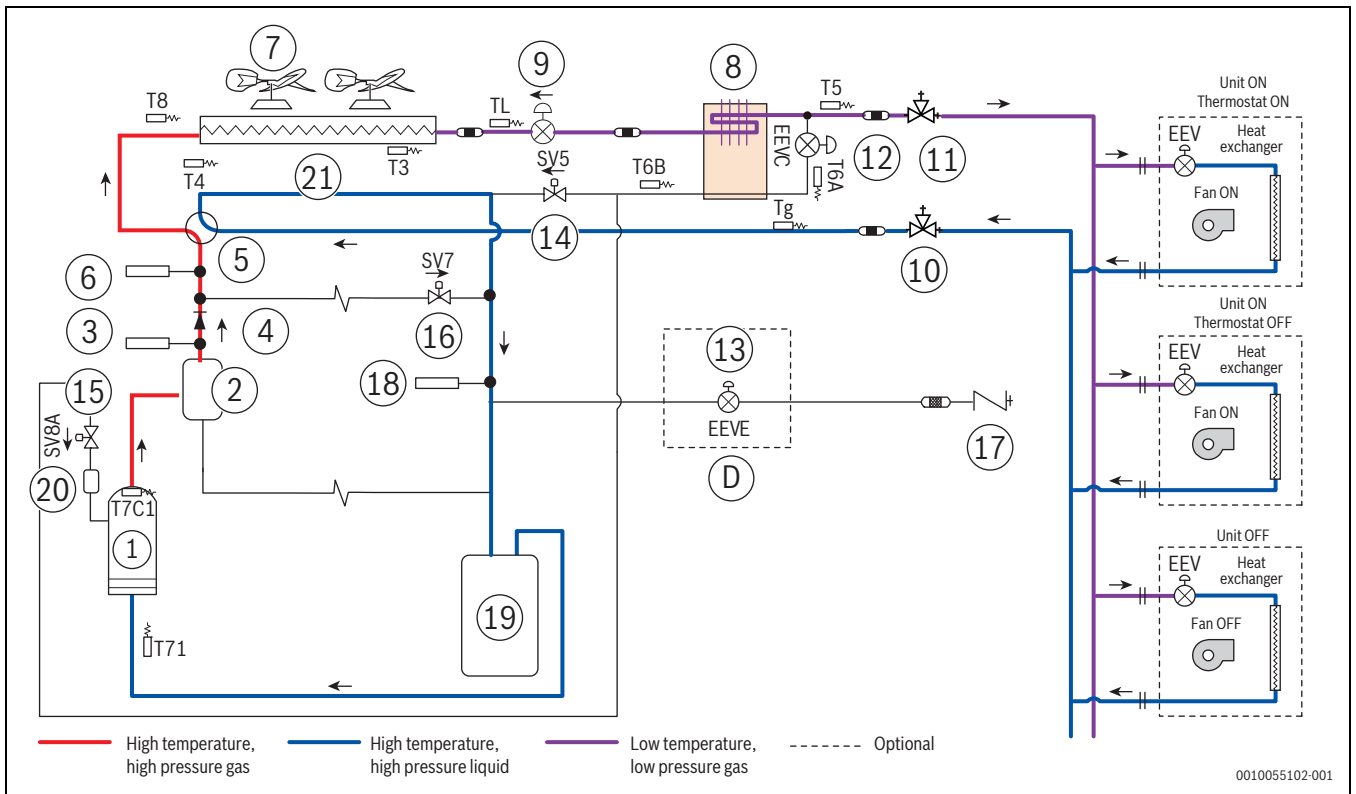 7
T8
TL
9
8
T5
T3
T4
21
SV5
T6B
EEVC
T6A
12
11
Tg
14
10
5
6
SV7
3
4
16
15
2
18
13
EEVE
17
D
SV8A
20
T7C1
1
19
T71
Unit ON
Thermostat ON
EEV
Heat
exchanger
Fan ON
Unit ON
Thermostat OFF
EEV
Heat
exchanger
Fan ON
Unit OFF
EEV
Heat
exchanger
Fan OFF
High temperature,
high pressure gas
High temperature,
high pressure liquid
Low temperature,
low pressure gas
Optional
0010055102-001